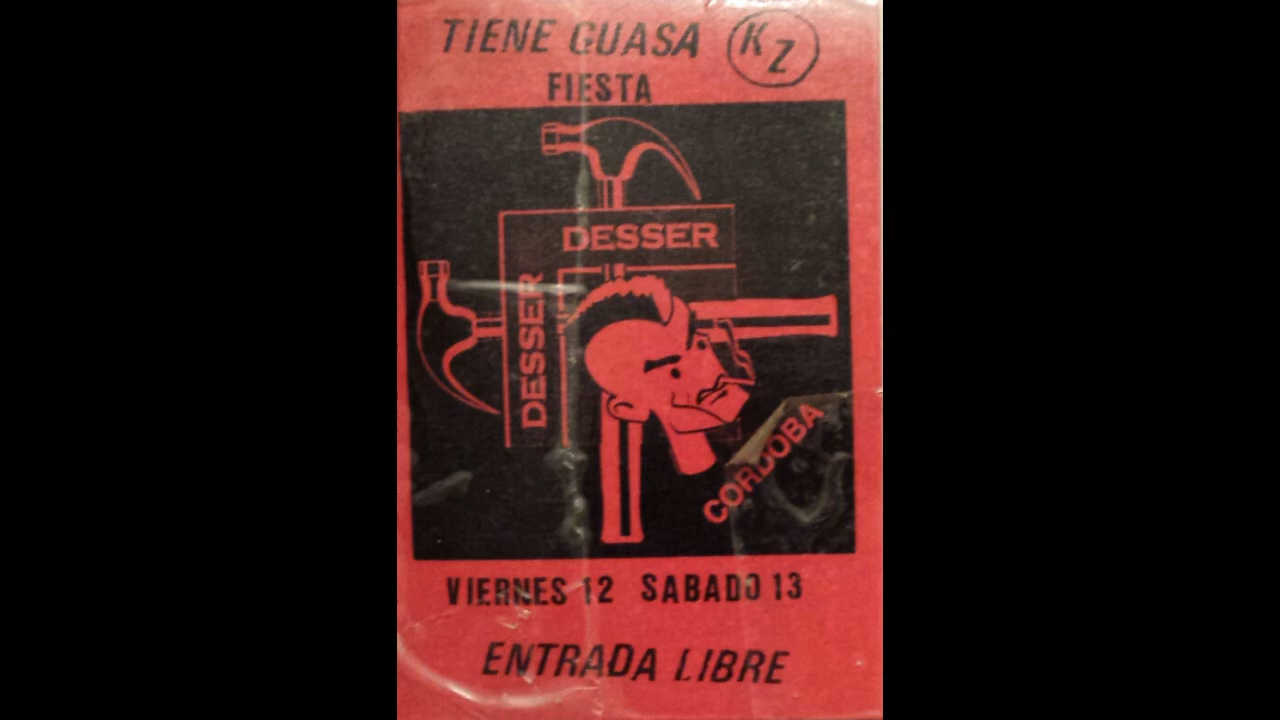 TIENE GUASA KZ
FIESTA
DESSER
DESSER
CORDOBA
VIERNES 12 SABADO 13
ENTRADA LIBRE